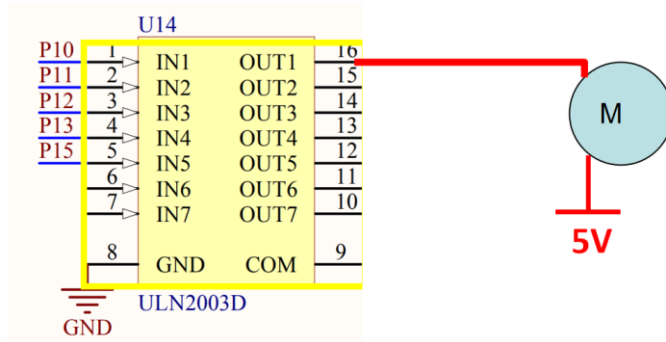 U14
P10 1 IN1 OUT1 16
P11 2 IN2 OUT2 15
P12 3 IN3 OUT3 14
P13 4 IN4 OUT4 13
P15 5 IN5 OUT5 12
6 IN6 OUT6 11
7 IN7 OUT7 10
8 GND COM 9
ULN2003D
GND
M
5V